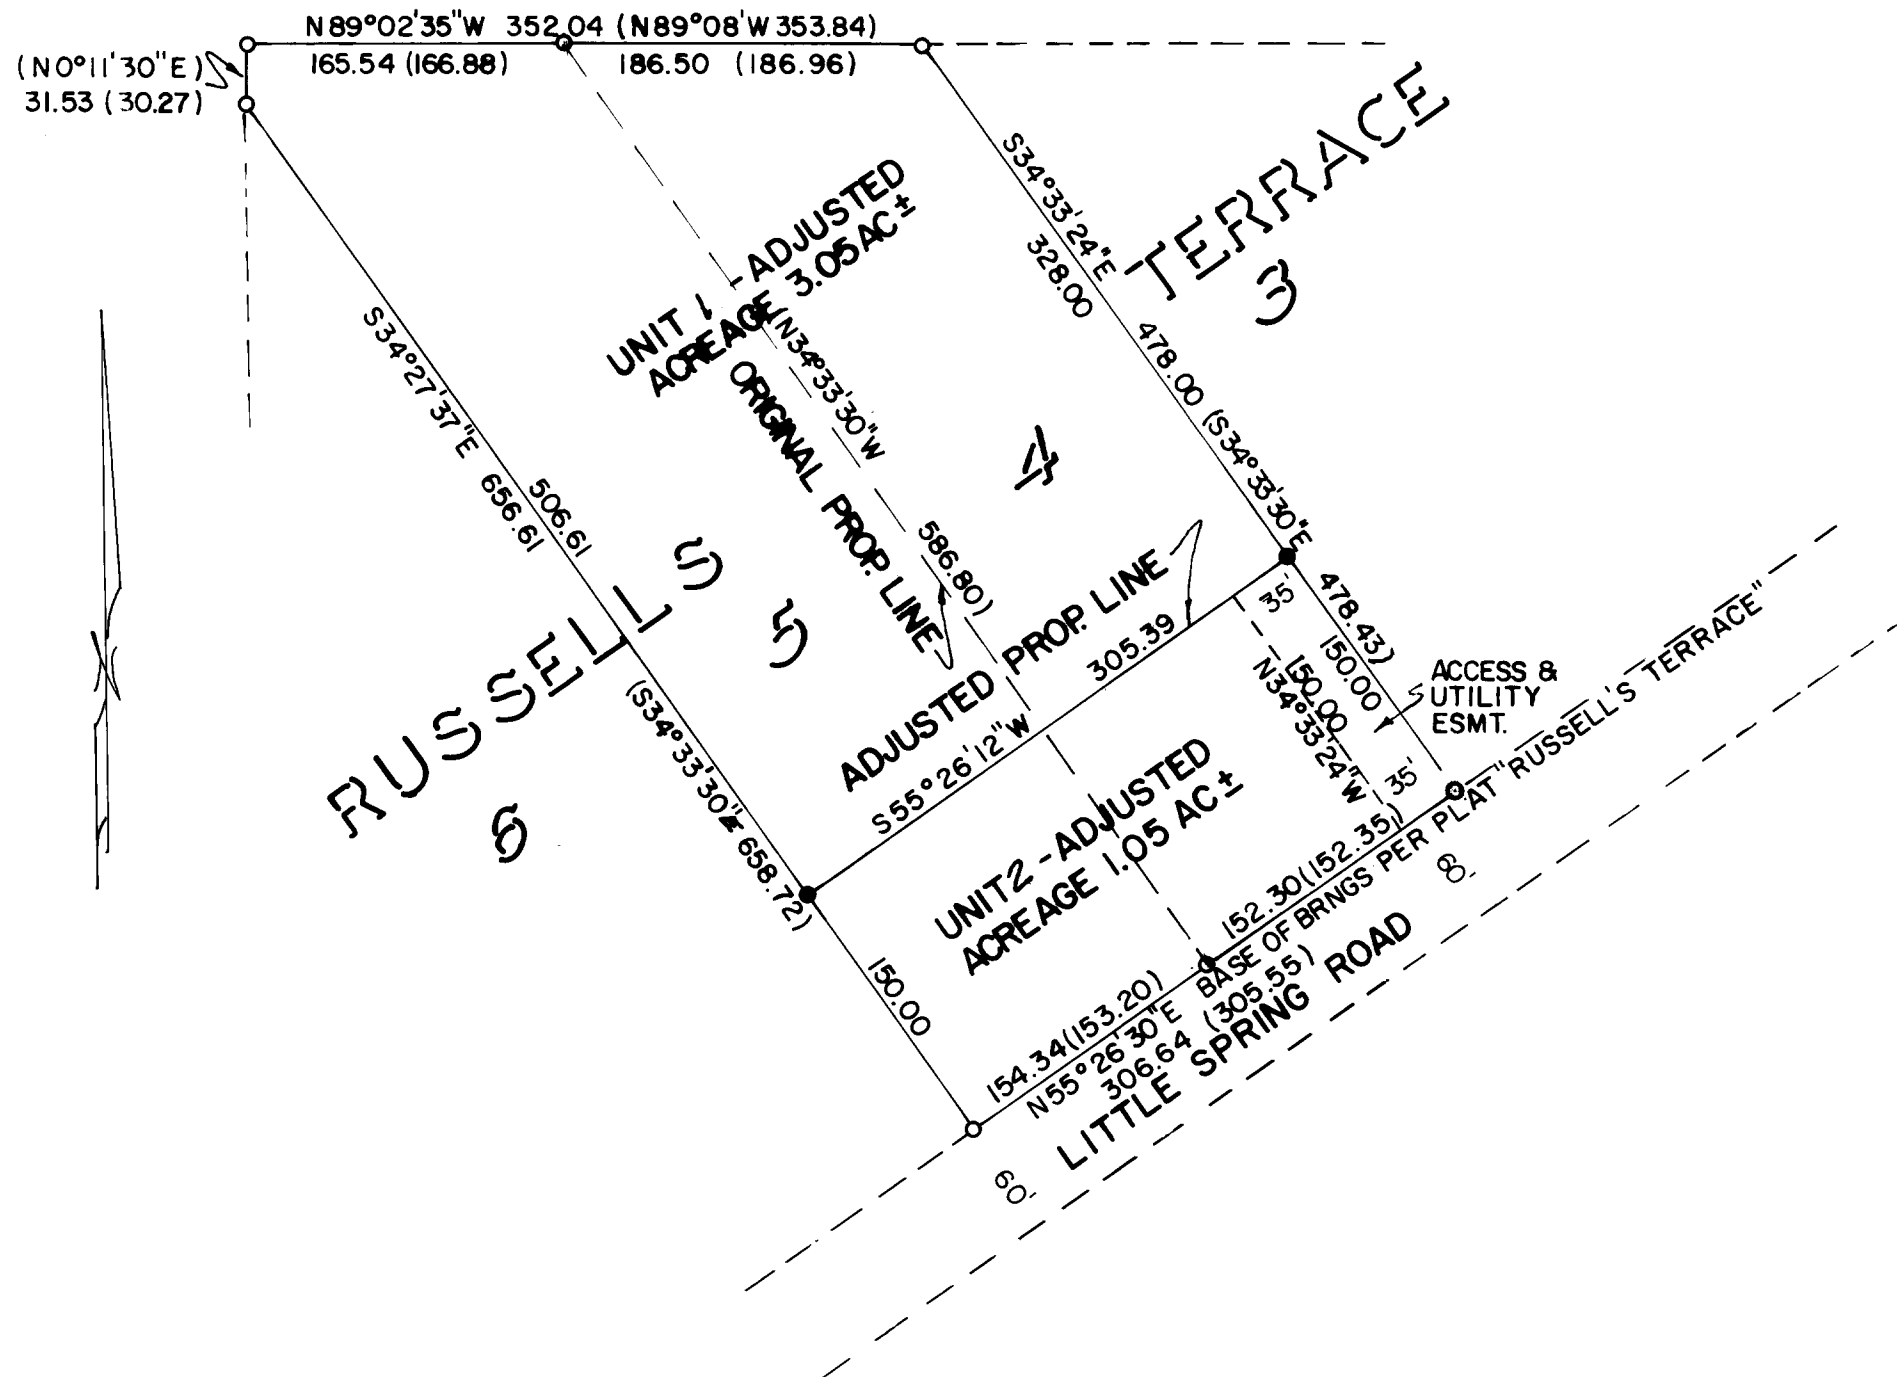 N89°02'35"W 352.04 (N89°08'W 353.84)
165.54 (166.88)
186.50 (186.96)
(N0°11'30"E)
31.53 (30.27)
S34°33'24"E
328.00
TERRACE
3
UNIT 1 - ADJUSTED
ACREAGE 3.05 AC±
(N34°33'30"W
586.80)
ORIGINAL PROP. LINE
478.00 (S34°33'30"E
478.43)
S34°27'37"E
656.61
506.61
4
RUSSELL'S
5
6
(S34°33'30"E 658.72)
ADJUSTED PROP. LINE
305.39
S55°26'12"W
35'
150.00
150.00
N34°33'24"W
35'
ACCESS &
UTILITY
ESMT.
UNIT 2 - ADJUSTED
ACREAGE 1.05 AC±
150.00
152.30 (152.35)
154.34 (153.20)
N55°26'30"E BASE OF BRNGS PER PLAT "RUSSELL'S TERRACE"
306.64 (305.55)
LITTLE SPRING ROAD
60'
60'